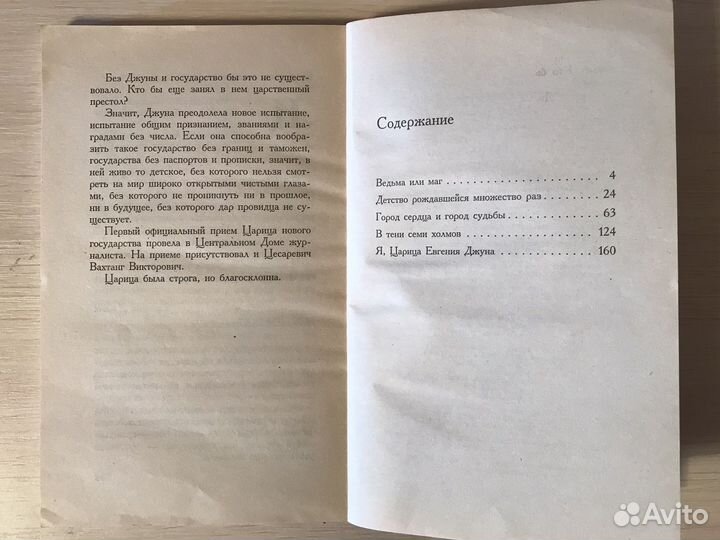 Без Джуны и государство бы это не сущест-
вовало. Кто бы еще занял в нем царственный
престол?
Значит, Джуна преодолела новое испытание,
испытание общим признанием, званиями и на-
градами без числа. Если она способна вообра-
зить такое государство без границ и таможен,
государства без паспортов и прописки, значит, в
ней живо то детское, без которого нельзя смот-
реть на мир широко открытыми чистыми глаза-
ми, без которого не проникнуть ни в прошлое,
ни в будущее, без которого дар провидца не су-
ществует.
Первый официальный прием Царица нового
государства провела в Центральном Доме жур-
налиста. На приеме присутствовал и Цесаревич
Вахтанг Викторович.
Царица была строга, но благосклонна.
Содержание
Ведьма или маг . . . . . . . . . . . . . . . . . . . . . . 4
Детство рождавшейся множество раз . . . . . . . . . 24
Город сердца и город судьбы . . . . . . . . . . . . . . 63
В тени семи холмов . . . . . . . . . . . . . . . . . . . 124
Я, Царица Евгения Джуна . . . . . . . . . . . . . . . 160
Avito